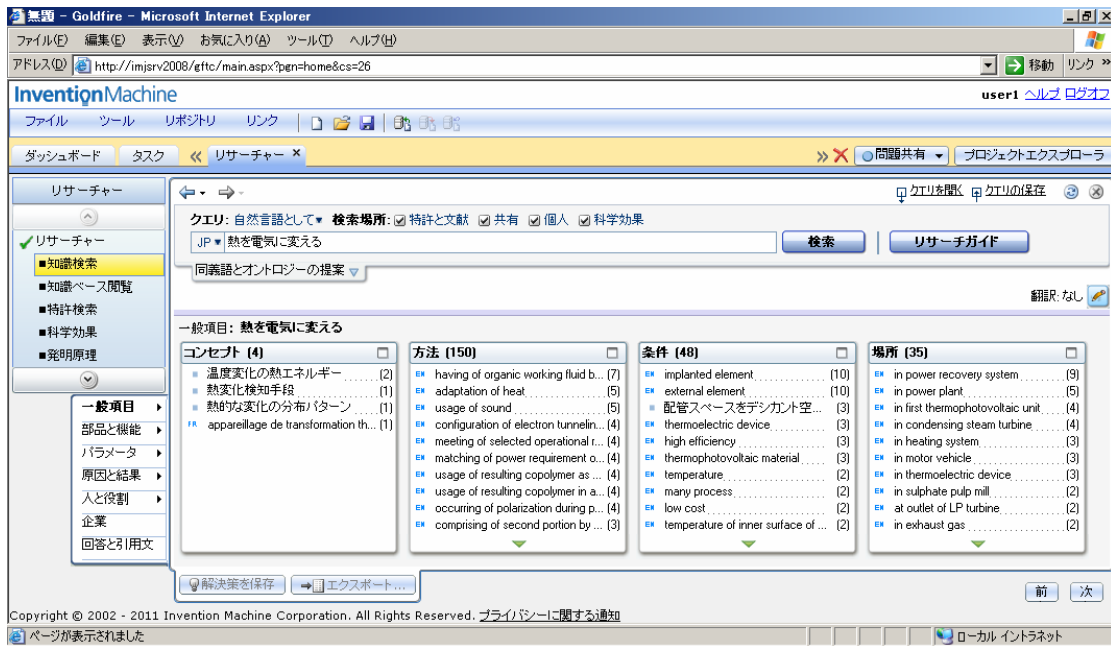 無題 - Goldfire - Microsoft Internet Explorer
ファイル(F) 編集(E) 表示(V) お気に入り(A) ツール(T) ヘルプ(H)
アドレス(D) http://imjsrv2008/gftc/main.aspx?pgn=home&cs=26 移動 リンク »
InventionMachine user1 ヘルプ ログオフ
ファイル ツール リポジトリ リンク
ダッシュボード タスク « リサーチャー × » 問題共有 プロジェクトエクスプローラ
リサーチャー クエリを開く クエリの保存
クエリ: 自然言語として 検索場所: 特許と文献 共有 個人 科学効果
JP 熱を電気に変える 検索 リサーチガイド
同義語とオントロジーの提案
翻訳: なし
リサーチャー
■知識検索
■知識ベース閲覧
■特許検索
■科学効果
■発明原理
一般項目
部品と機能
パラメータ
原因と結果
人と役割
企業
回答と引用文
一般項目: 熱を電気に変える
コンセプト (4)
温度変化の熱エネルギー (2)
熱変化検知手段 (1)
熱的な変化の分布パターン (1)
FR appareillage de transformation th... (1)
方法 (150)
EN having of organic working fluid b... (7)
EN adaptation of heat (5)
EN usage of sound (5)
EN configuration of electron tunnelin... (4)
EN meeting of selected operational r... (4)
EN matching of power requirement o... (4)
EN usage of resulting copolymer as ... (4)
EN usage of resulting copolymer in a... (4)
EN occurring of polarization during p... (4)
EN comprising of second portion by ... (3)
条件 (48)
EN implanted element (10)
EN external element (10)
配管スペースをデシカント空... (3)
EN thermoelectric device (3)
EN high efficiency (3)
EN thermophotovoltaic material (3)
EN temperature (2)
EN many process (2)
EN low cost (2)
EN temperature of inner surface of ... (2)
場所 (35)
EN in power recovery system (9)
EN in power plant (5)
EN in first thermophotovoltaic unit (4)
EN in condensing steam turbine (4)
EN in heating system (3)
EN in motor vehicle (3)
EN in thermoelectric device (3)
EN in sulphate pulp mill (2)
EN at outlet of LP turbine (2)
EN in exhaust gas (2)
解決策を保存 エクスポート... 前 次
Copyright © 2002 - 2011 Invention Machine Corporation. All Rights Reserved. プライバシーに関する通知
ページが表示されました ローカル イントラネット